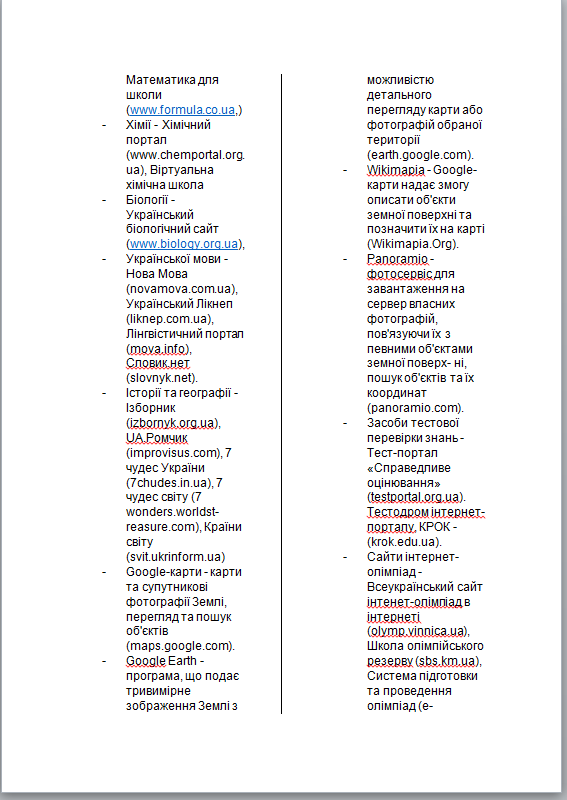 Математика для
школи
(www.formula.co.ua,)
- Хімії - Хімічний
портал
(www.chemportal.org.
ua), Віртуальна
хімічна школа
- Біології -
Український
біологічний сайт
(www.biology.org.ua),
- Української мови -
Нова Мова
(novamova.com.ua),
Український Лікнеп
(liknep.com.ua),
Лінгвістичний портал
(mova.info),
Словик.нет
(slovnyk.net).
- Історії та географії -
Ізборник
(izbornyk.org.ua),
UA.Ромчик
(improvisus.com), 7
чудес України
(7chudes.in.ua), 7
чудес світу (7
wonders.worldst-
reasure.com), Країни
світу
(svit.ukrinform.ua)
- Google-карти - карти
та супутникові
фотографії Землі,
перегляд та пошук
об'єктів
(maps.google.com).
- Google Earth -
програма, що подає
тривимірне
зображення Землі з
можливістю
детального
перегляду карти або
фотографій обраної
території
(earth.google.com).
- Wikimapia - Google-
карти надає змогу
описати об'єкти
земної поверхні та
позначити їх на карті
(Wikimapia.Org).
- Panoramio -
фотосервіс для
завантаження на
сервер власних
фотографій,
пов'язуючи їх з
певними об'єктами
земної поверх- ні,
пошук об'єктів та їх
координат
(panoramio.com).
- Засоби тестової
перевірки знань -
Тест-портал
«Справедливе
оцінювання»
(testportal.org.ua).
Тестодром інтернет-
порталу, КРОК -
(krok.edu.ua).
- Сайти інтернет-
олімпіад -
Всеукраїнський сайт
інтенет-олімпіад в
інтернеті
(olymp.vinnica.ua),
Школа олімпійського
резерву (sbs.km.ua),
Система підготовки
та проведення
олімпіад (e-